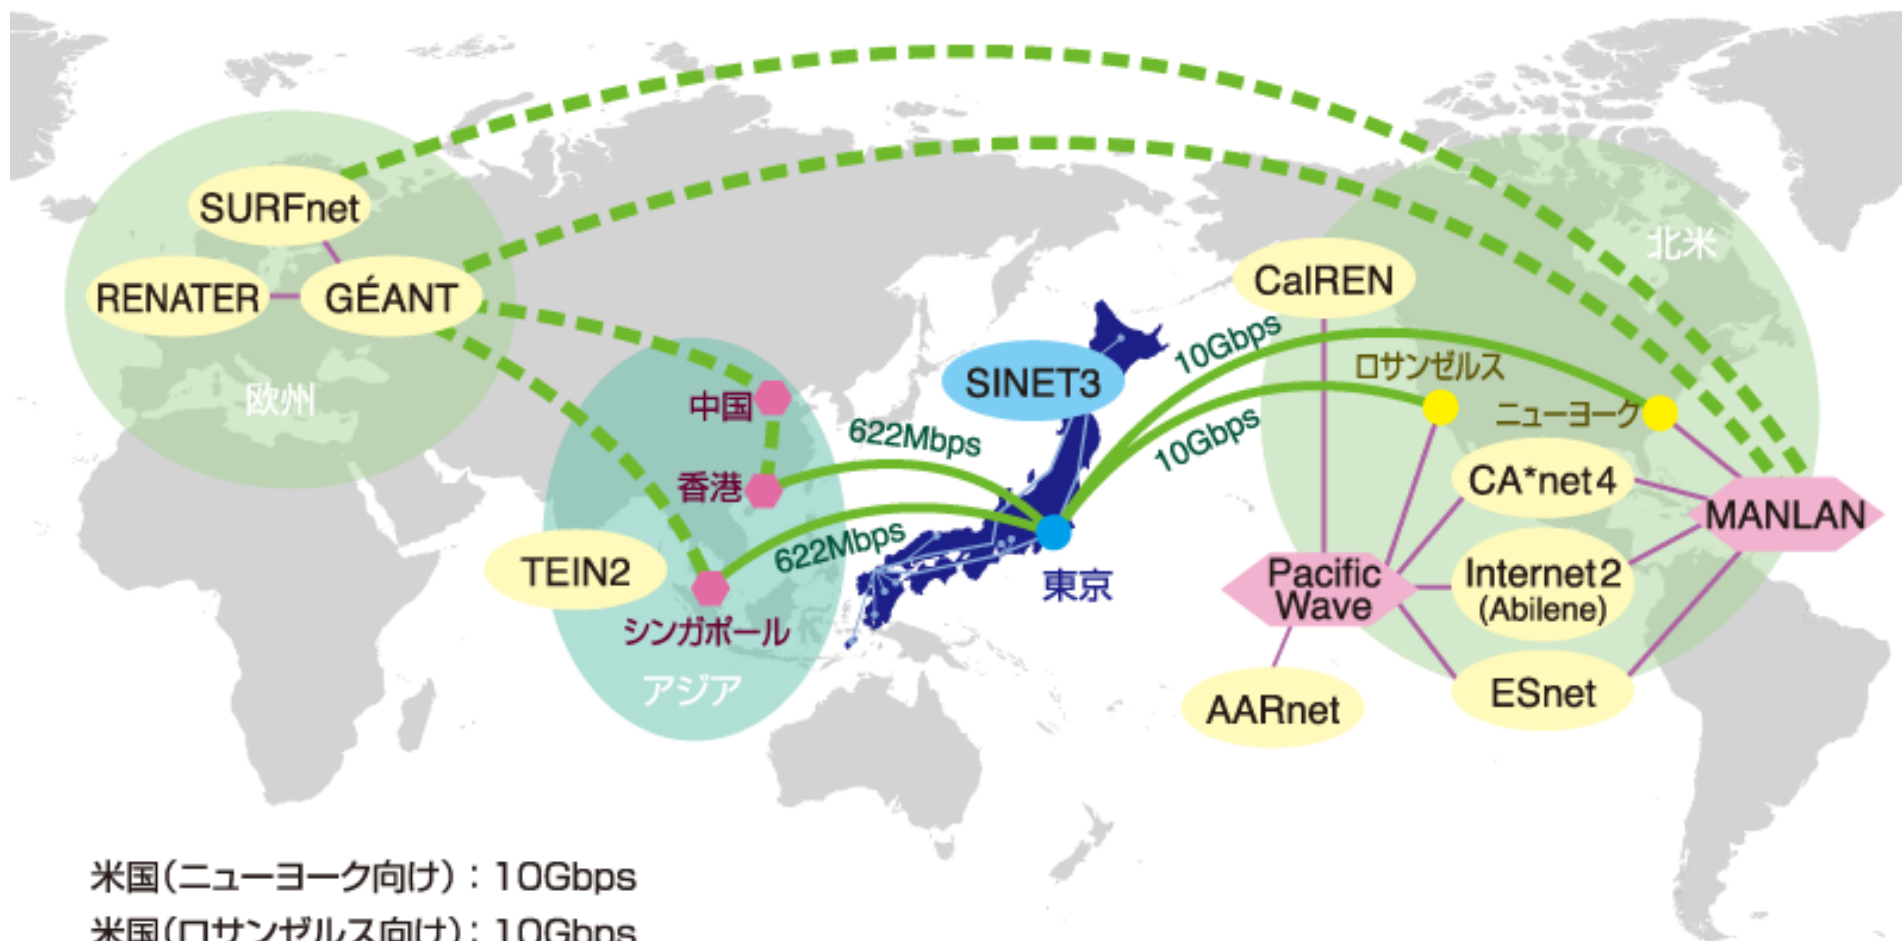 SURFnet
RENATER
GÉANT
欧州
中国
香港
TEIN2
シンガポール
アジア
622Mbps
622Mbps
SINET3
東京
10Gbps
10Gbps
北米
CalREN
ロサンゼルス
ニューヨーク
CA*net4
MANLAN
Pacific
Wave
Internet2
(Abilene)
AARnet
ESnet
米国(ニューヨーク向け):10Gbps
米国(ロサンゼルス向け):10Gbps